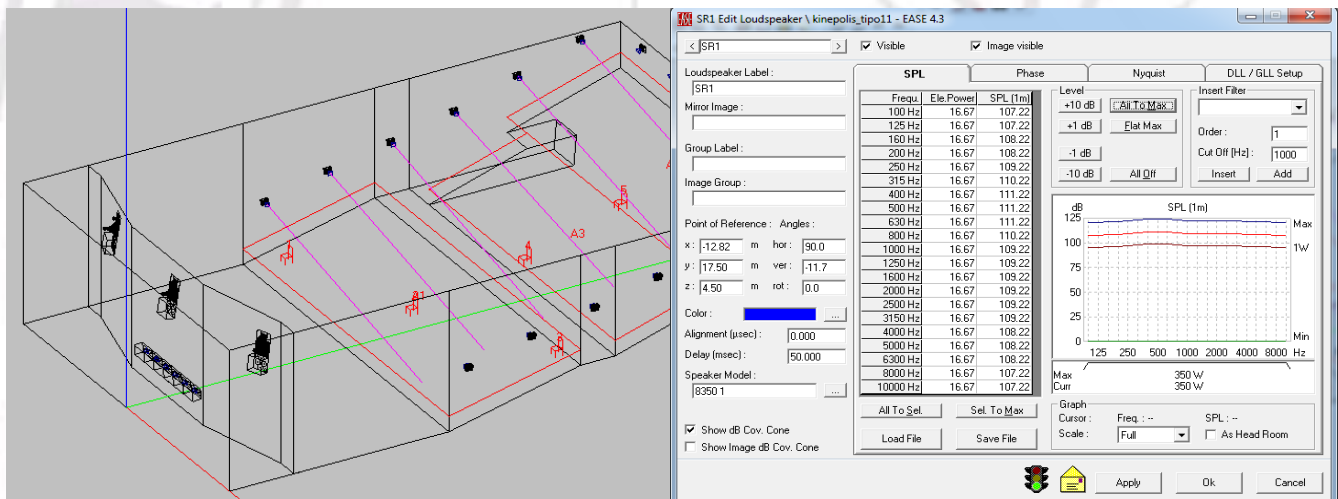 SR1 Edit Loudspeaker \ kinepolis_tipo11 - EASE 4.3
< SR1 > Visible Image visible
Loudspeaker Label :
SR1
Mirror Image :
Group Label :
Image Group :
Point of Reference : Angles :
x : -12.82 m hor : 90.0
y : 17.50 m ver : -11.7
z : 4.50 m rot : 0.0
Color : ...
Alignment (µsec) : 0.000
Delay (msec) : 50.000
Speaker Model :
8350 1 ...
Show dB Cov. Cone
Show Image dB Cov. Cone
SPL Phase Nyquist DLL / GLL Setup
Frequ. Ele.Power SPL (1m)
100 Hz 16.67 107.22
125 Hz 16.67 107.22
160 Hz 16.67 108.22
200 Hz 16.67 108.22
250 Hz 16.67 109.22
315 Hz 16.67 110.22
400 Hz 16.67 111.22
500 Hz 16.67 111.22
630 Hz 16.67 111.22
800 Hz 16.67 110.22
1000 Hz 16.67 109.22
1250 Hz 16.67 109.22
1600 Hz 16.67 109.22
2000 Hz 16.67 109.22
2500 Hz 16.67 109.22
3150 Hz 16.67 109.22
4000 Hz 16.67 108.22
5000 Hz 16.67 108.22
6300 Hz 16.67 108.22
8000 Hz 16.67 107.22
10000 Hz 16.67 107.22
All To Sel. Sel. To Max
Load File Save File
Level
+10 dB All To Max
+1 dB Flat Max
-1 dB
-10 dB All Off
Insert Filter
Order : 1
Cut Off [Hz] : 1000
Insert Add
dB SPL (1m)
125 Max
100 1W
75
50
25
0 Min
125 250 500 1000 2000 4000 8000 Hz
Max 350 W
Curr 350 W
Graph
Cursor : Freq. : -- SPL : --
Scale : Full As Head Room
Apply Ok Cancel
5
4
A3